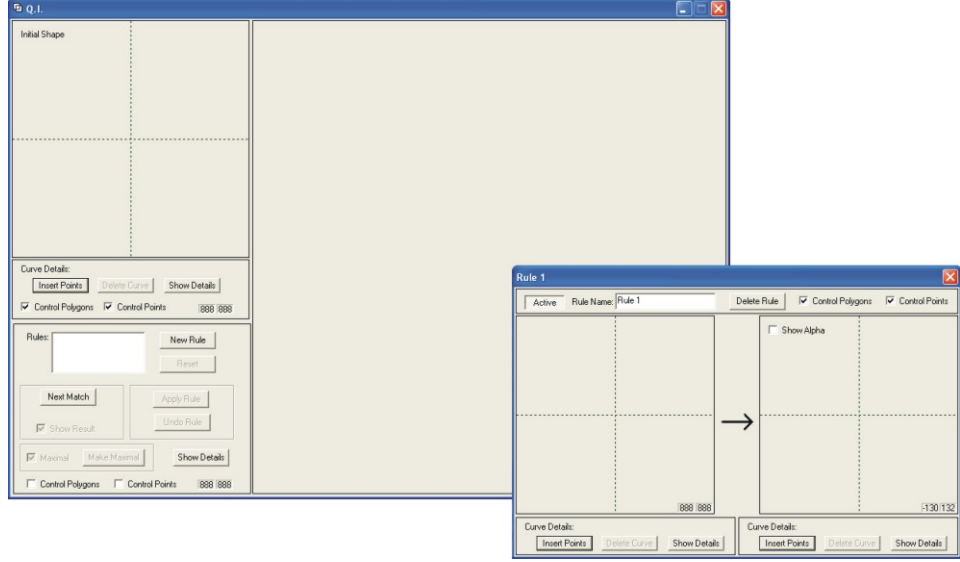 Q.I.
Initial Shape
Curve Details:
Insert Points Delete Curve Show Details
Control Polygons Control Points 888 888
Rules: New Rule
Reset
Next Match Apply Rule
Show Result Undo Rule
Maximal Make Maximal Show Details
Control Polygons Control Points 888 888
Rule 1
Active Rule Name: Rule 1 Delete Rule Control Polygons Control Points
Show Alpha
888 888 -130 132
Curve Details: Curve Details:
Insert Points Delete Curve Show Details Insert Points Delete Curve Show Details